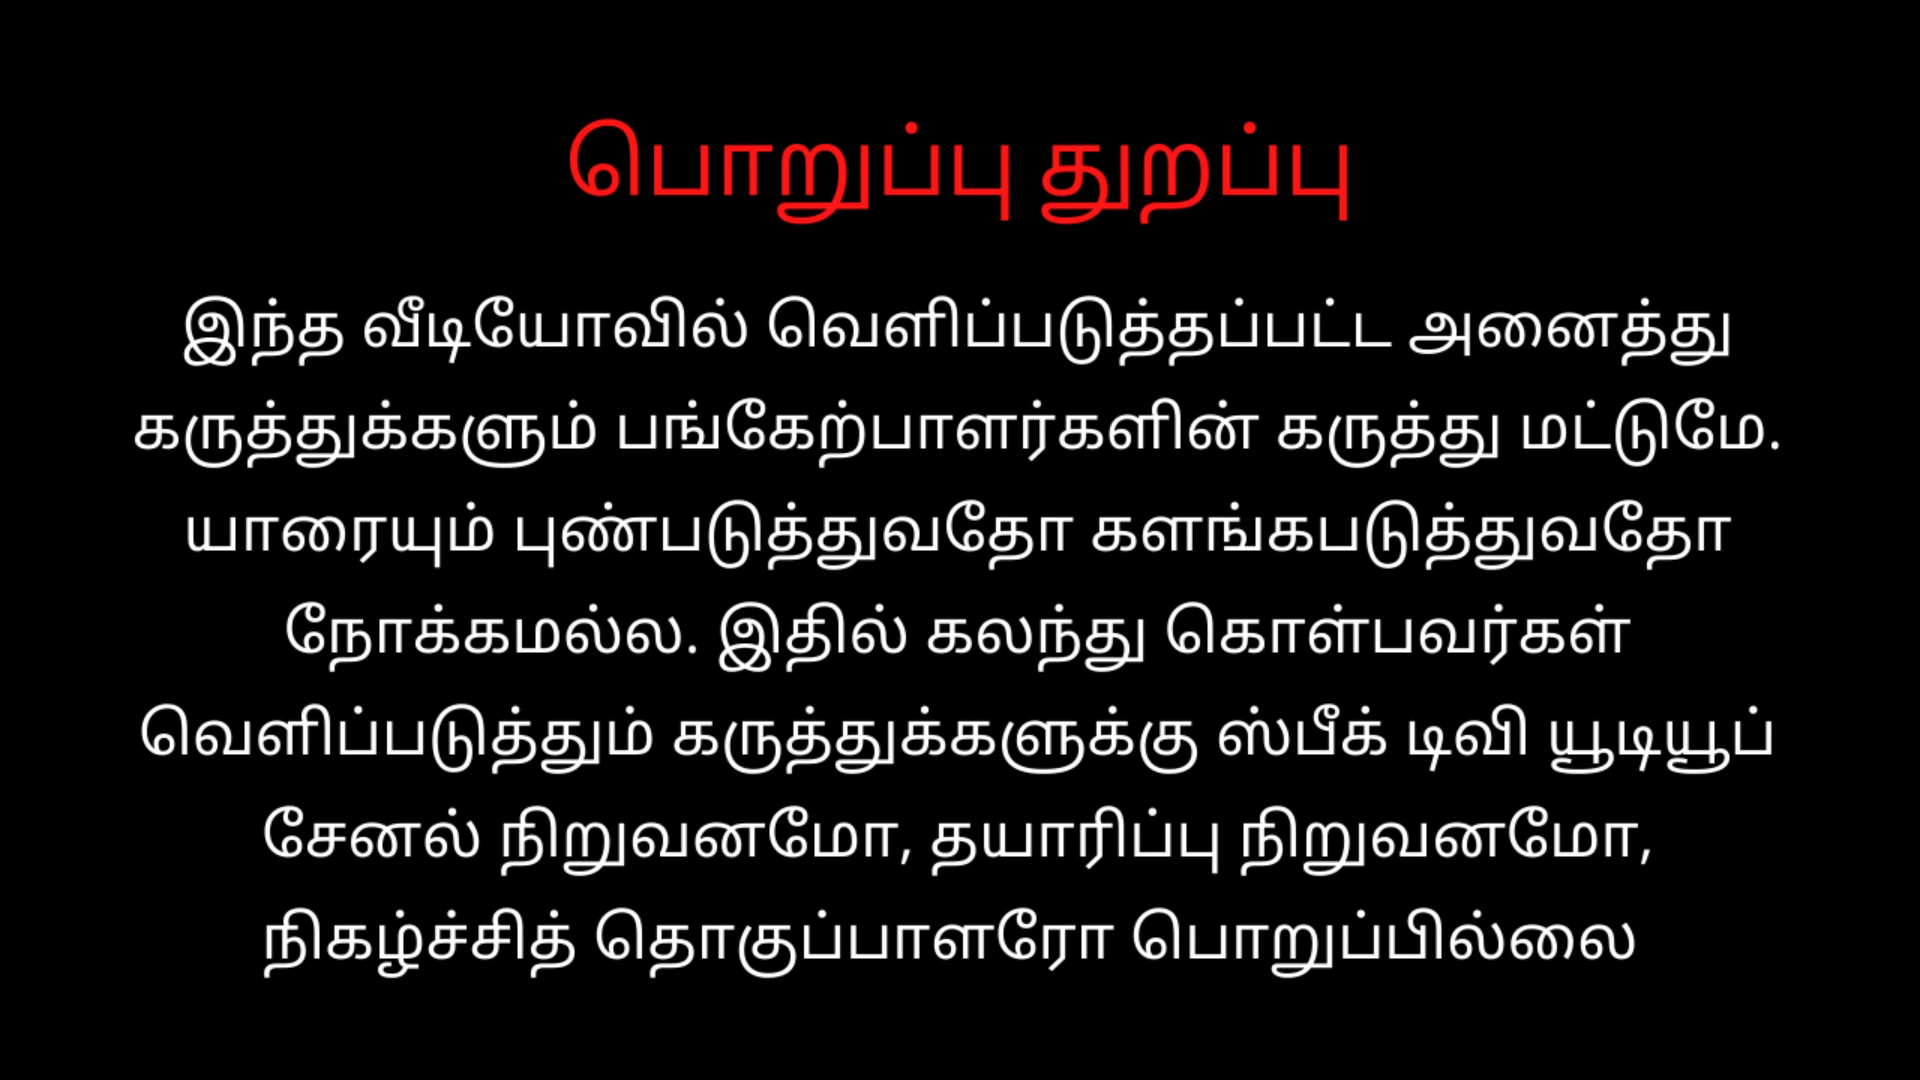 பொறுப்பு துறப்பு
இந்த வீடியோவில் வெளிப்படுத்தப்பட்ட அனைத்து
கருத்துக்களும் பங்கேற்பாளர்களின் கருத்து மட்டுமே.
யாரையும் புண்படுத்துவதோ களங்கபடுத்துவதோ
நோக்கமல்ல. இதில் கலந்து கொள்பவர்கள்
வெளிப்படுத்தும் கருத்துக்களுக்கு ஸ்பீக் டிவி யூடியூப்
சேனல் நிறுவனமோ, தயாரிப்பு நிறுவனமோ,
நிகழ்ச்சித் தொகுப்பாளரோ பொறுப்பில்லை